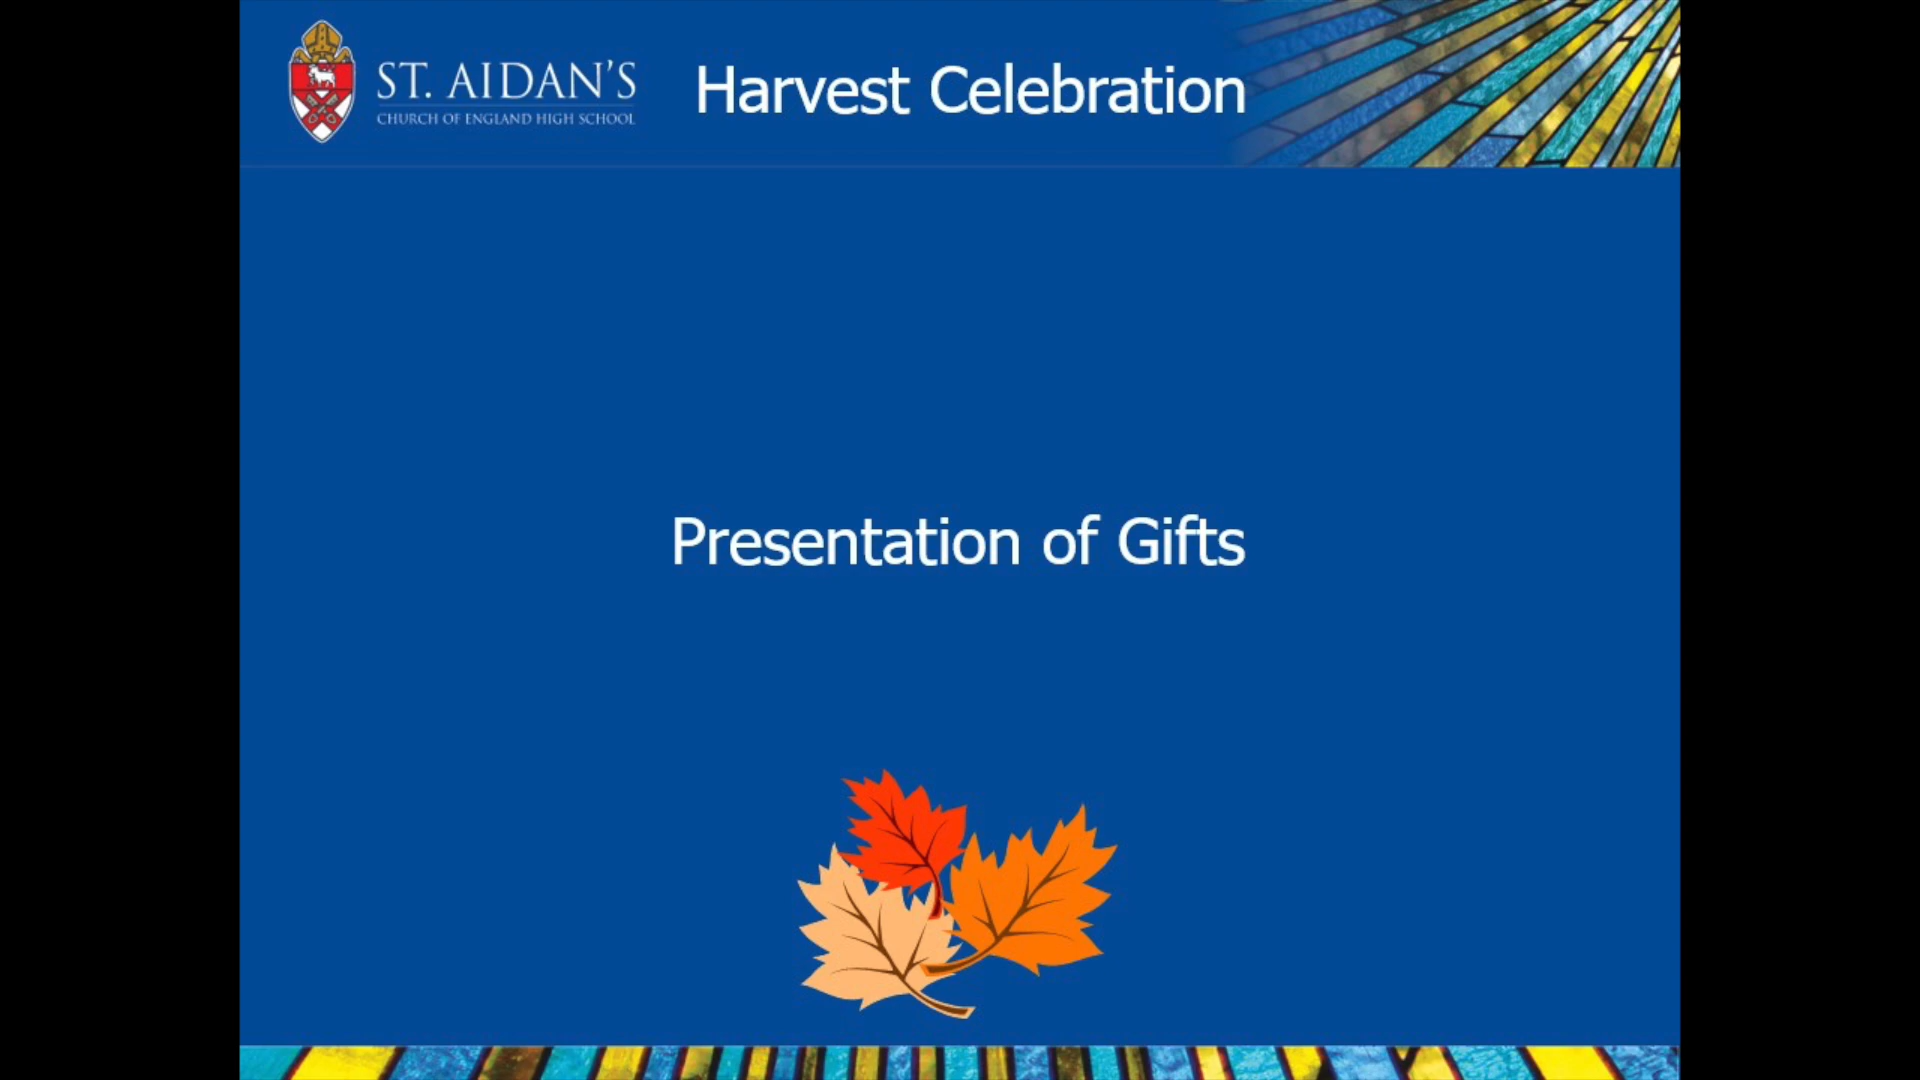 ST. AIDAN'S
CHURCH OF ENGLAND HIGH SCHOOL
Harvest Celebration
Presentation of Gifts